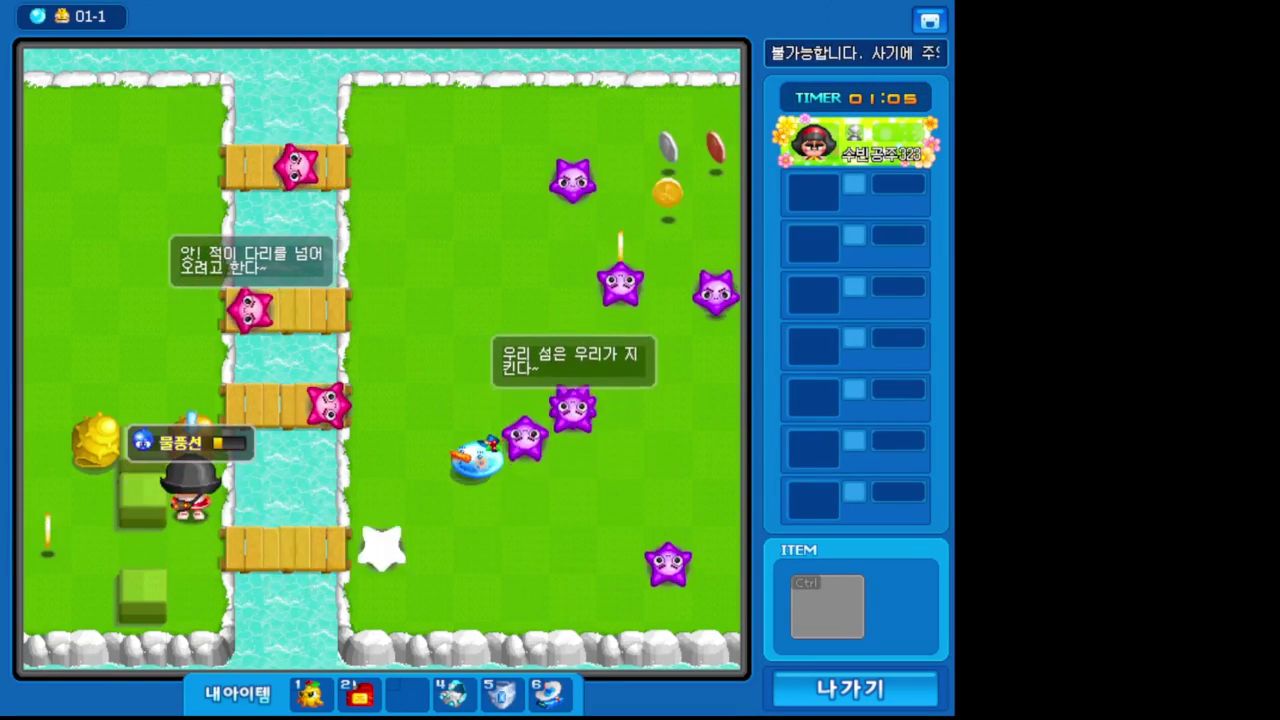 01-1
불가능합니다. 사기에 주
TIMER 01:05
수빈공주023
앗! 적이 다리를 넘어
오려고 한다~
우리 섬은 우리가 지
킨다~
물풍선
ITEM
Ctrl
내아이템
1
2
4
5
6
나가기